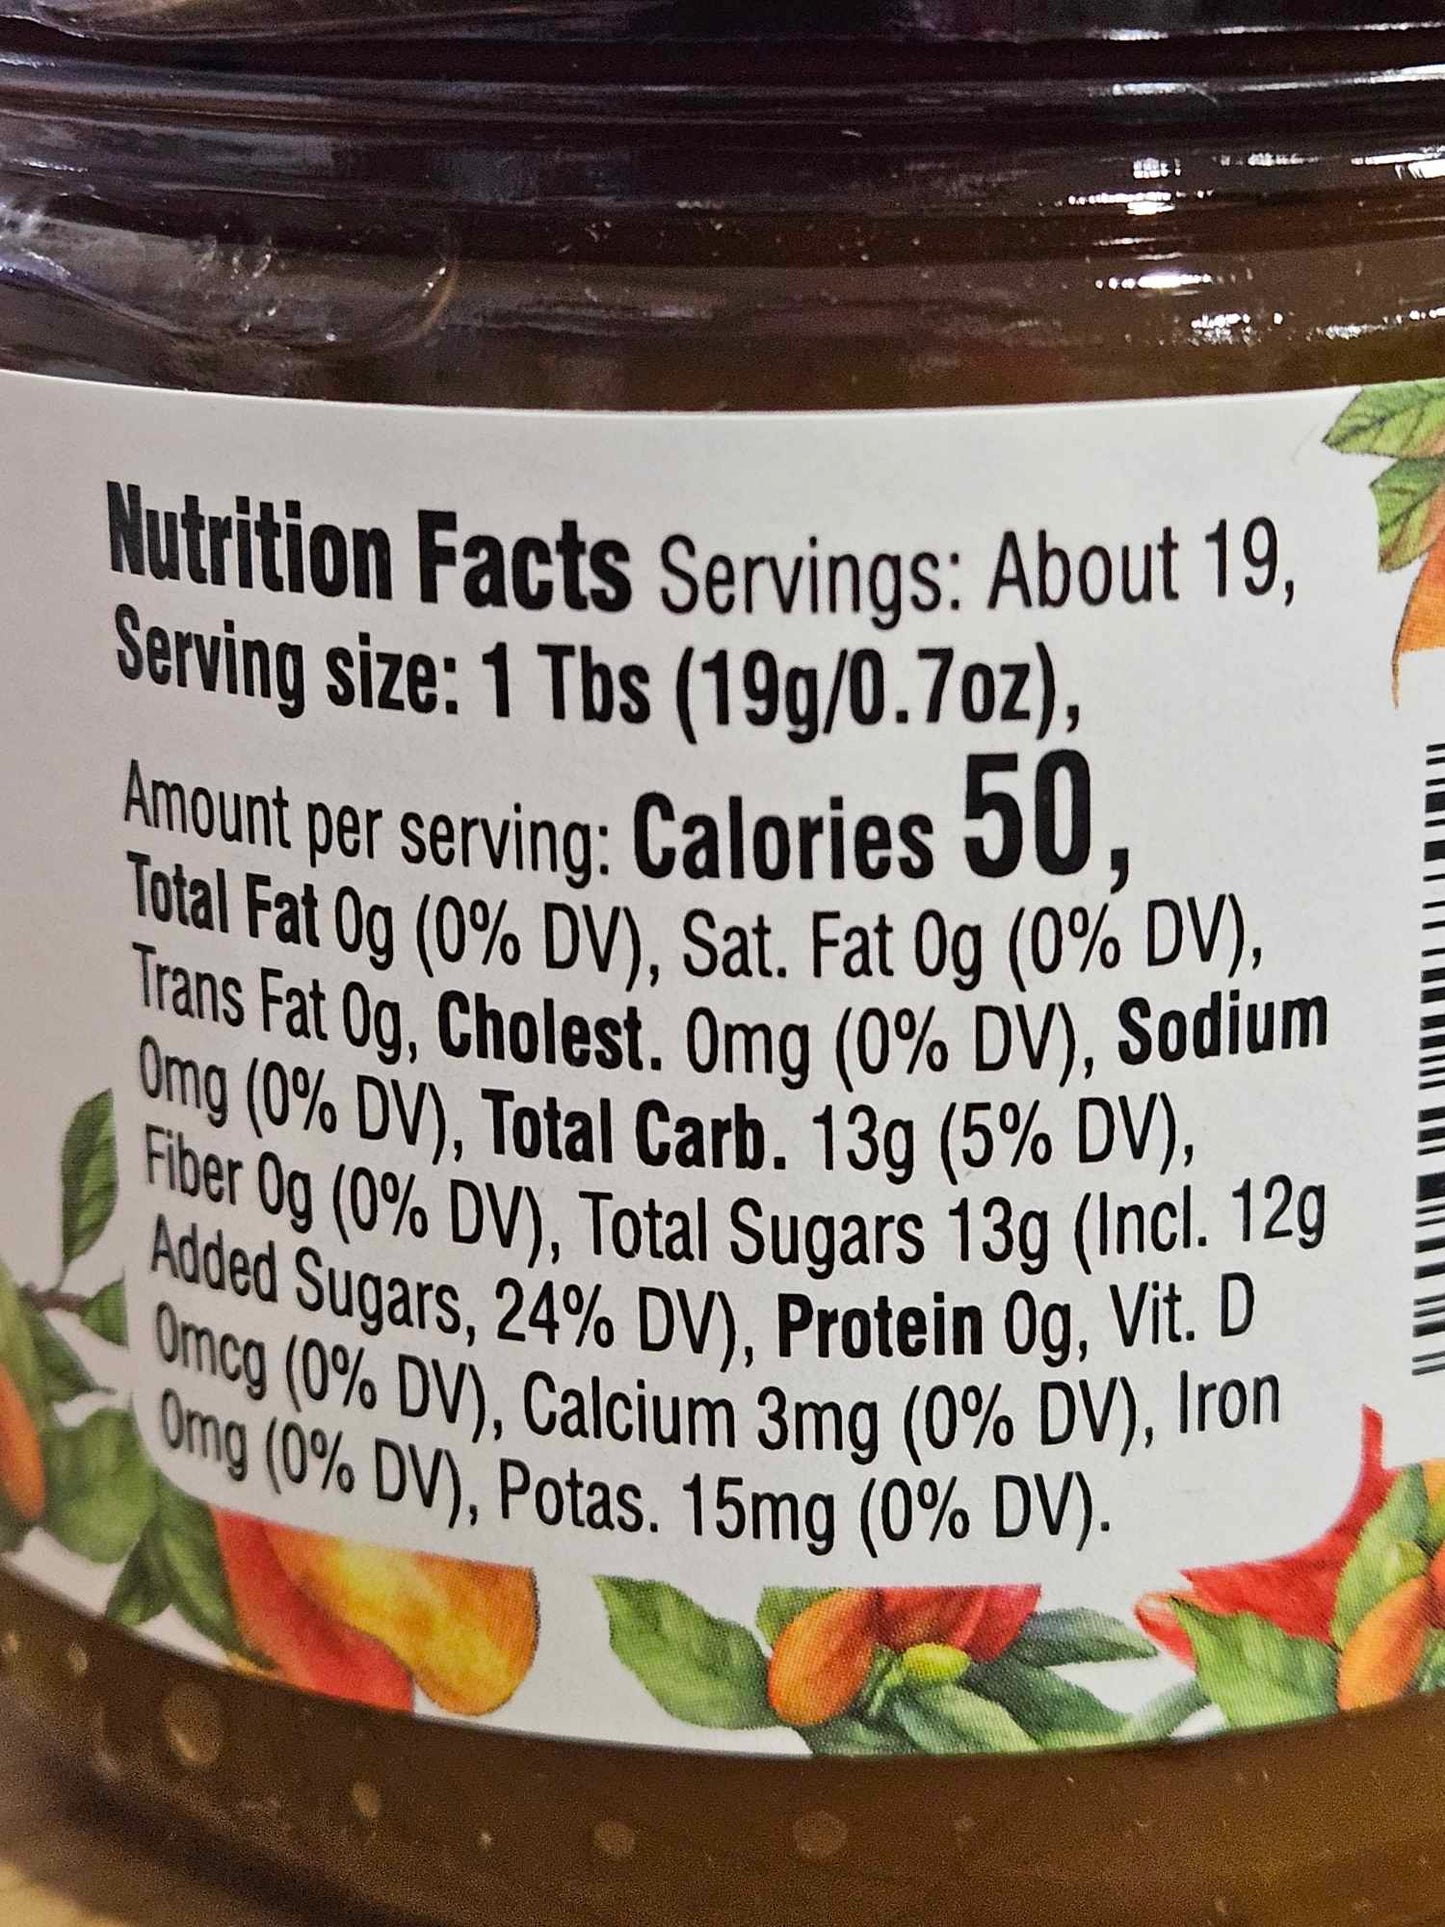 Nutrition Facts Servings: About 19,
Serving size: 1 Tbs (19g/0.7oz),
Amount per serving: Calories 50,
Total Fat 0g (0% DV), Sat. Fat 0g (0% DV),
Trans Fat 0g, Cholest. 0mg (0% DV), Sodium
0mg (0% DV), Total Carb. 13g (5% DV),
Fiber 0g (0% DV), Total Sugars 13g (Incl. 12g
Added Sugars, 24% DV), Protein 0g, Vit. D
0mcg (0% DV), Calcium 3mg (0% DV), Iron
0mg (0% DV), Potas. 15mg (0% DV).